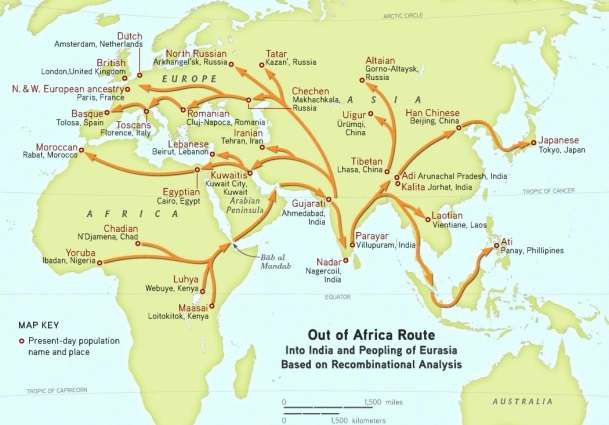 ARCTIC CIRCLE
Dutch
Amsterdam, Netherlands
North Russian
Arkhangel'sk, Russia
Tatar
Kazan', Russia
Altaian
Gorno-Altaysk,
Russia
British
London,United Kingdom
EUROPE
N. & W. European ancestry
Paris, France
Chechen
Makhachkala,
Russia
ASIA
Uigur
Ürümqi,
China
Han Chinese
Beijing, China
Basque
Tolosa, Spain
Toscans
Florence, Italy
Romanian
Cluj-Napoca, Romania
Iranian
Tehran, Iran
Japanese
Tokyo, Japan
Moroccan
Rabat, Morocco
Lebanese
Beirut, Lebanon
Kuwaitis
Kuwait City,
Kuwait
Tibetan
Lhasa, China
Adi Arunachal Pradesh, India
Kalita Jorhat, India
TROPIC OF CANCER
Egyptian
Cairo, Egypt
Arabian
Peninsula
Gujarati
Ahmedabad,
India
AFRICA
Laotian
Vientiane, Laos
Chadian
N'Djamena, Chad
Parayar
Villupuram, India
Ati
Panay, Phillipines
Yoruba
Ibadan, Nigeria
Bāb al
Mandab
Nadar
Nagercoil,
India
Luhya
Webuye, Kenya
EQUATOR
Maasai
Loitokitok, Kenya
MAP KEY
Present-day population
name and place
Out of Africa Route
Into India and Peopling of Eurasia
Based on Recombinational Analysis
TROPIC OF CAPRICORN
0 1,500 miles
0 1,500 kilometers
AUSTRALIA